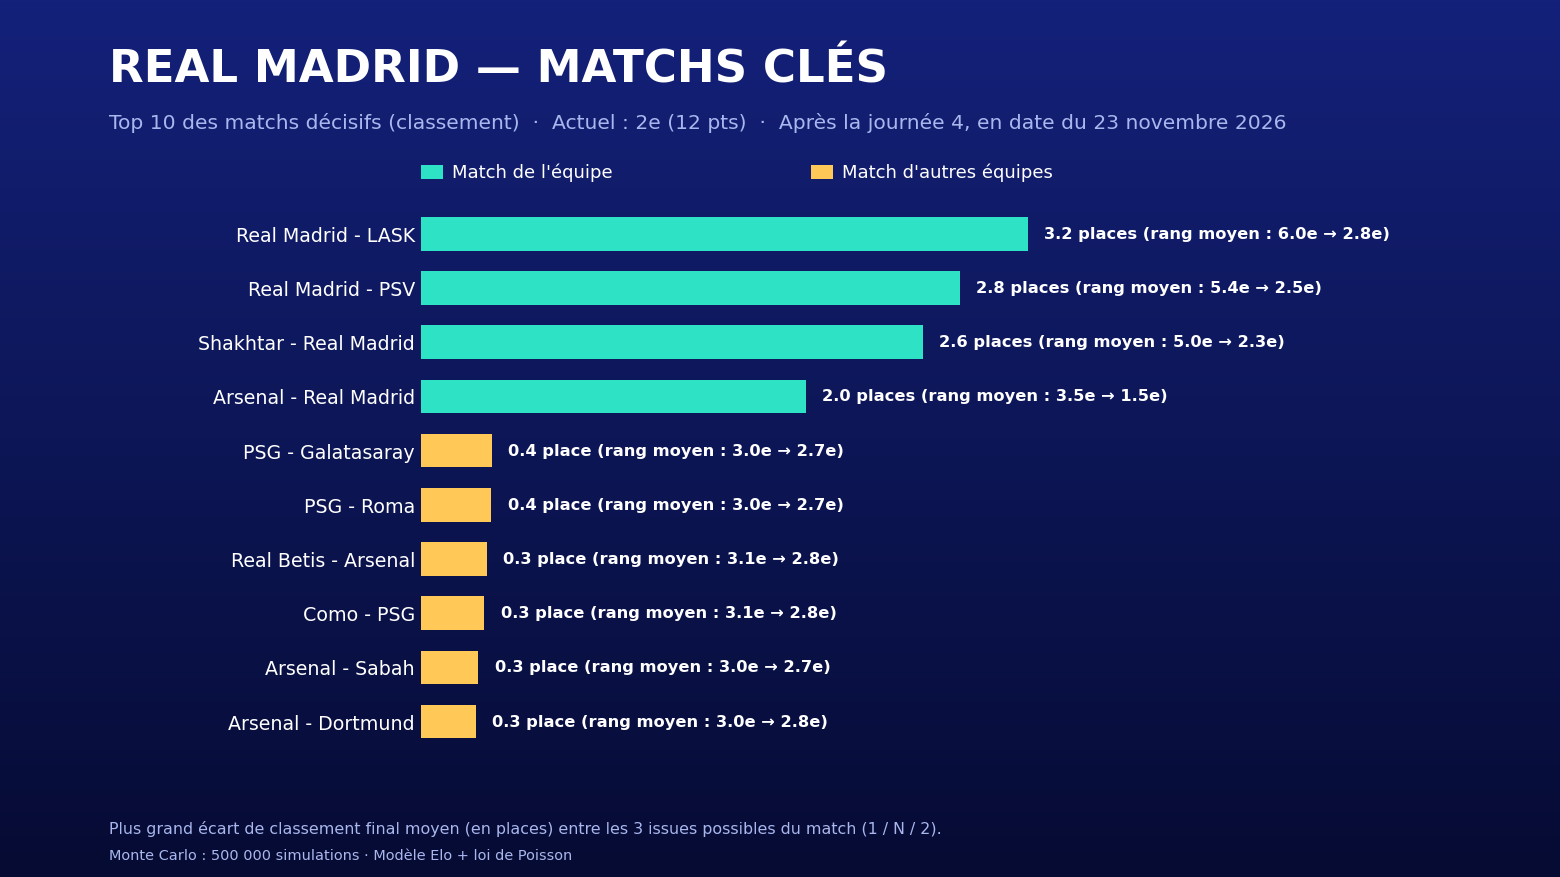 REAL MADRID — MATCHS CLÉS
Top 10 des matchs décisifs (classement) · Actuel : 2e (12 pts) · Après la journée 4, en date du 23 novembre 2026
Match de l'équipe Match d'autres équipes
Real Madrid - LASK 3.2 places (rang moyen : 6.0e → 2.8e)
Real Madrid - PSV 2.8 places (rang moyen : 5.4e → 2.5e)
Shakhtar - Real Madrid 2.6 places (rang moyen : 5.0e → 2.3e)
Arsenal - Real Madrid 2.0 places (rang moyen : 3.5e → 1.5e)
PSG - Galatasaray 0.4 place (rang moyen : 3.0e → 2.7e)
PSG - Roma 0.4 place (rang moyen : 3.0e → 2.7e)
Real Betis - Arsenal 0.3 place (rang moyen : 3.1e → 2.8e)
Como - PSG 0.3 place (rang moyen : 3.1e → 2.8e)
Arsenal - Sabah 0.3 place (rang moyen : 3.0e → 2.7e)
Arsenal - Dortmund 0.3 place (rang moyen : 3.0e → 2.8e)
Plus grand écart de classement final moyen (en places) entre les 3 issues possibles du match (1 / N / 2).
Monte Carlo : 500 000 simulations · Modèle Elo + loi de Poisson